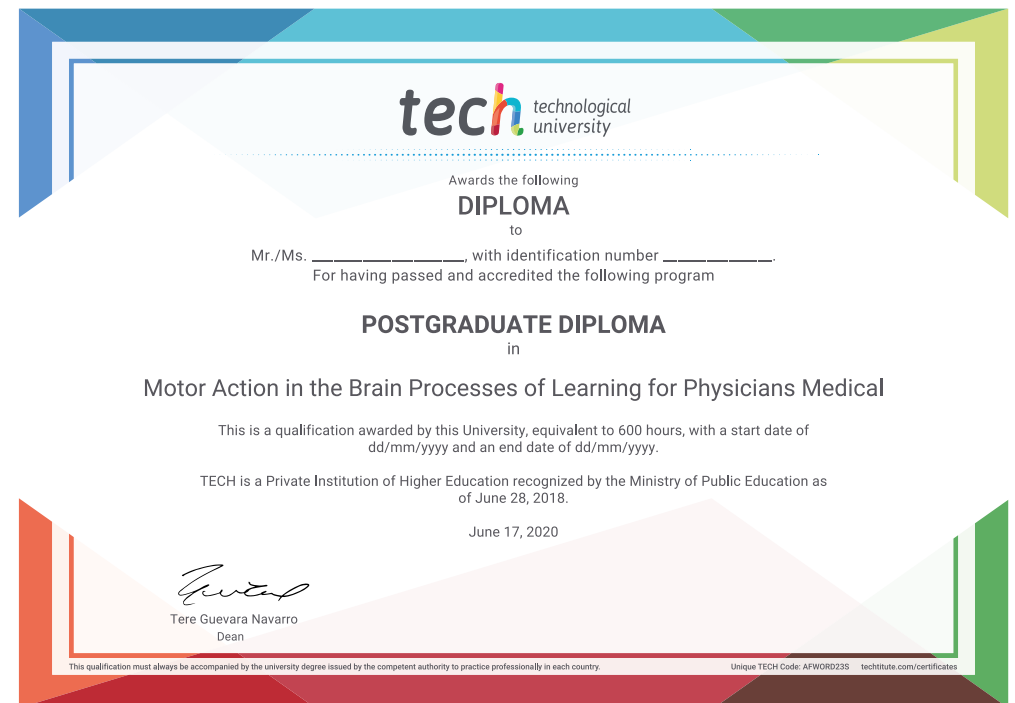 tech technological
university
Awards the following
DIPLOMA
to
Mr./Ms. ____________________, with identification number ______________.
For having passed and accredited the following program
POSTGRADUATE DIPLOMA
in
Motor Action in the Brain Processes of Learning for Physicians Medical
This is a qualification awarded by this University, equivalent to 600 hours, with a start date of
dd/mm/yyyy and an end date of dd/mm/yyyy.
TECH is a Private Institution of Higher Education recognized by the Ministry of Public Education as
of June 28, 2018.
June 17, 2020
Tere Guevara Navarro
Dean
This qualification must always be accompanied by the university degree issued by the competent authority to practice professionally in each country.
Unique TECH Code: AFWORD23S techtitute.com/certificates